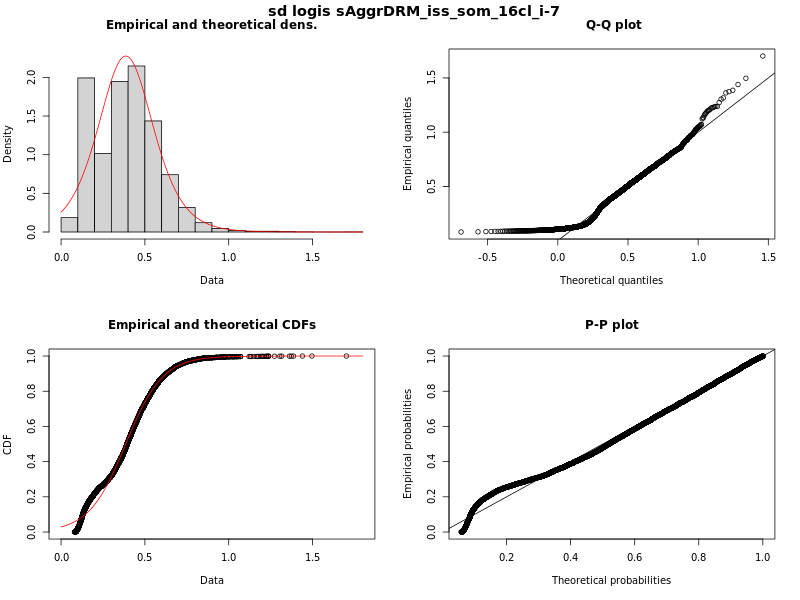 sd logis sAggrDRM_iss_som_16cl_i-7
Empirical and theoretical dens.
Density
0.0 0.5 1.0 1.5 2.0
0.0 0.5 1.0 1.5
Data
Q-Q plot
Empirical quantiles
0.5 1.0 1.5
-0.5 0.0 0.5 1.0 1.5
Theoretical quantiles
Empirical and theoretical CDFs
CDF
0.0 0.2 0.4 0.6 0.8 1.0
0.0 0.5 1.0 1.5
Data
P-P plot
Empirical probabilities
0.0 0.2 0.4 0.6 0.8 1.0
0.2 0.4 0.6 0.8 1.0
Theoretical probabilities